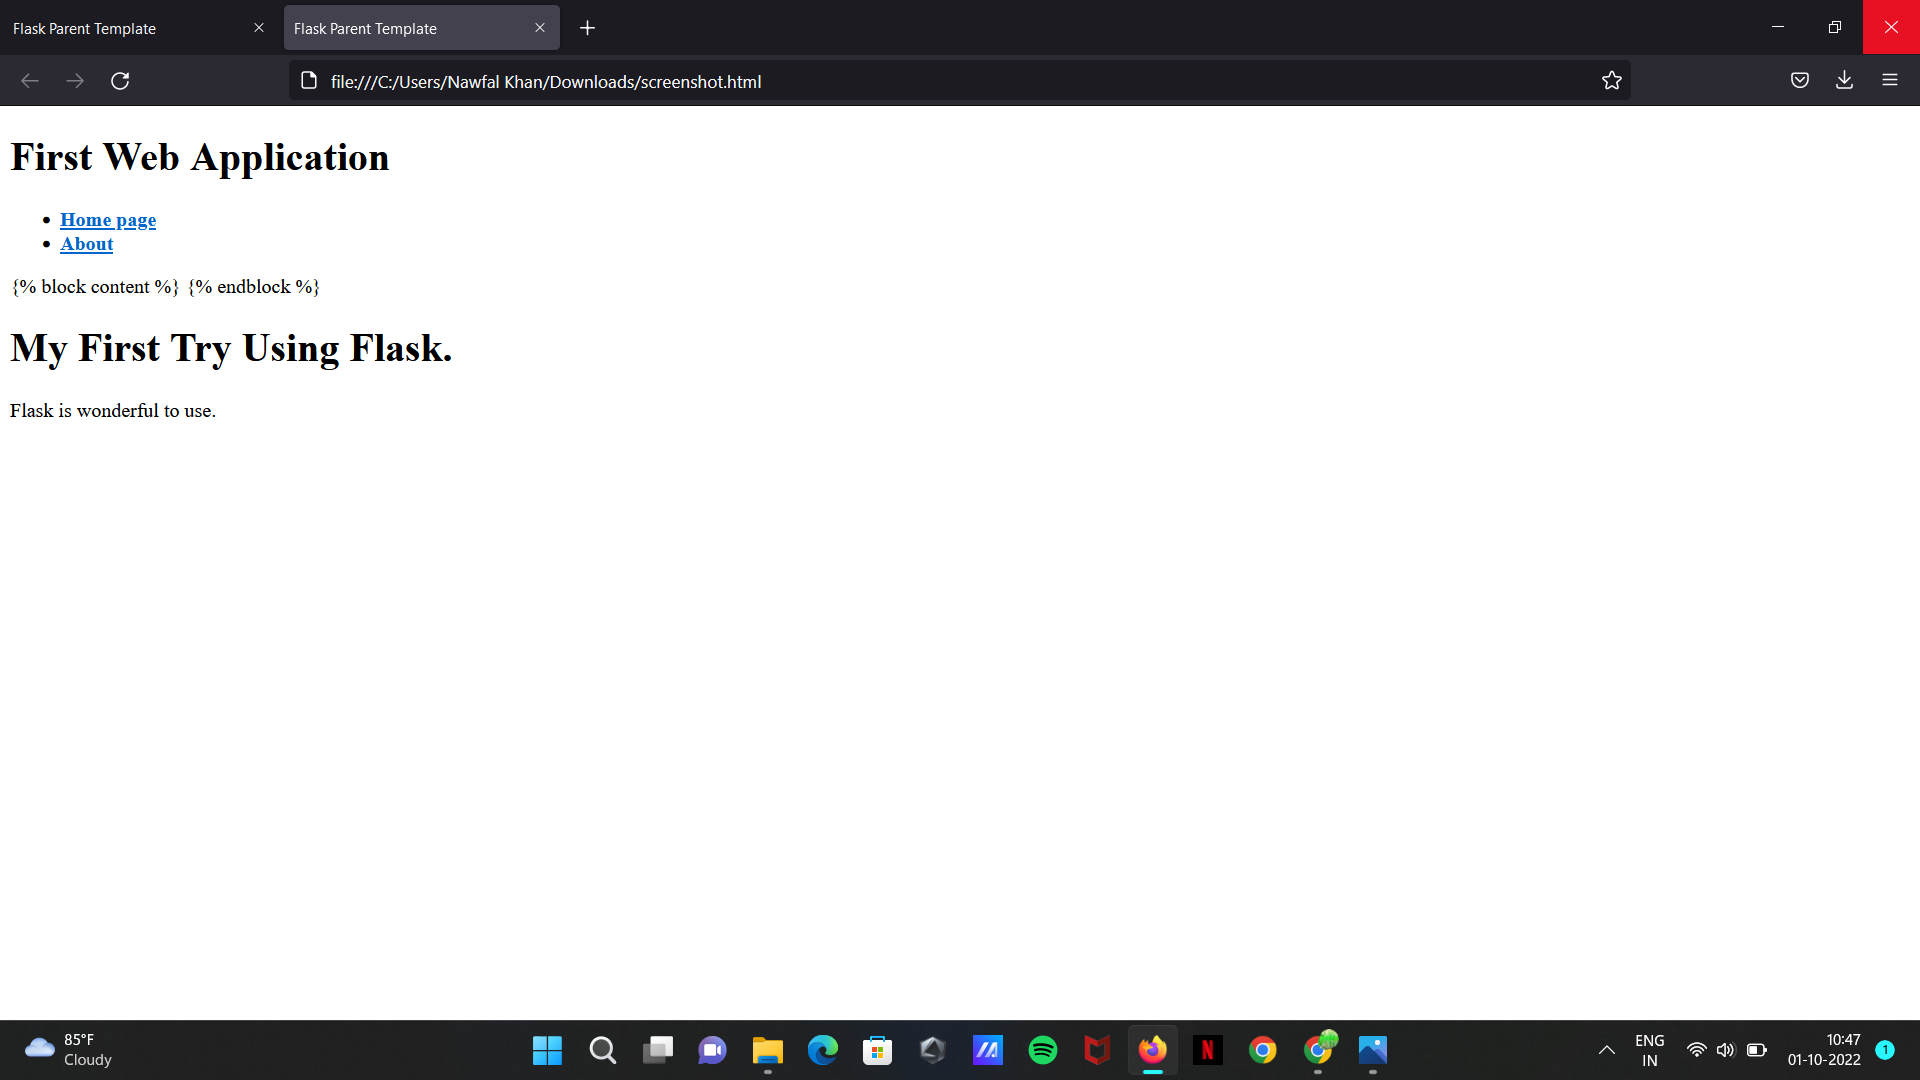 Flask Parent Template
Flask Parent Template
file:///C:/Users/Nawfal Khan/Downloads/screenshot.html
First Web Application
Home page
About
{% block content %} {% endblock %}
My First Try Using Flask.
Flask is wonderful to use.
85°F
Cloudy
N
ENG
IN
10:47
01-10-2022
1